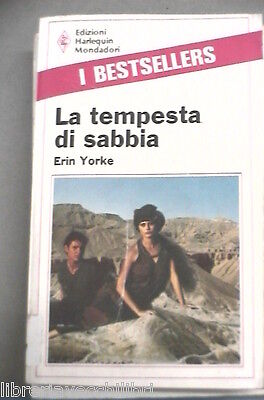 Edizioni
Harlequin
Mondadori
I BESTSELLERS
La tempesta
di sabbia
Erin Yorke